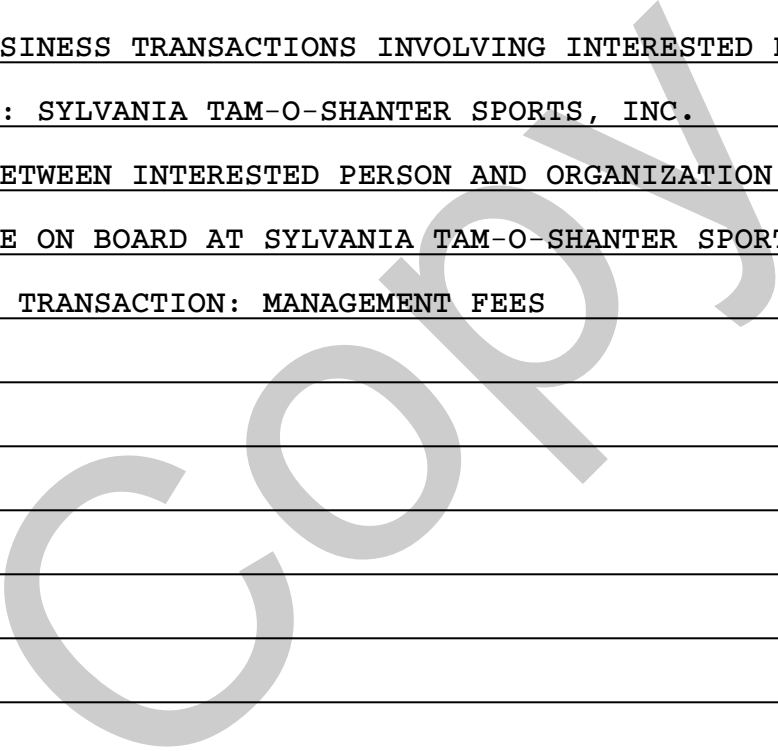 SINESS TRANSACTIONS INVOLVING INTERESTED
: SYLVANIA TAM-O-SHANTER SPORTS, INC.
ETWEEN INTERESTED PERSON AND ORGANIZATION
E ON BOARD AT SYLVANIA TAM-O-SHANTER SPORT
TRANSACTION: MANAGEMENT FEES
Copy